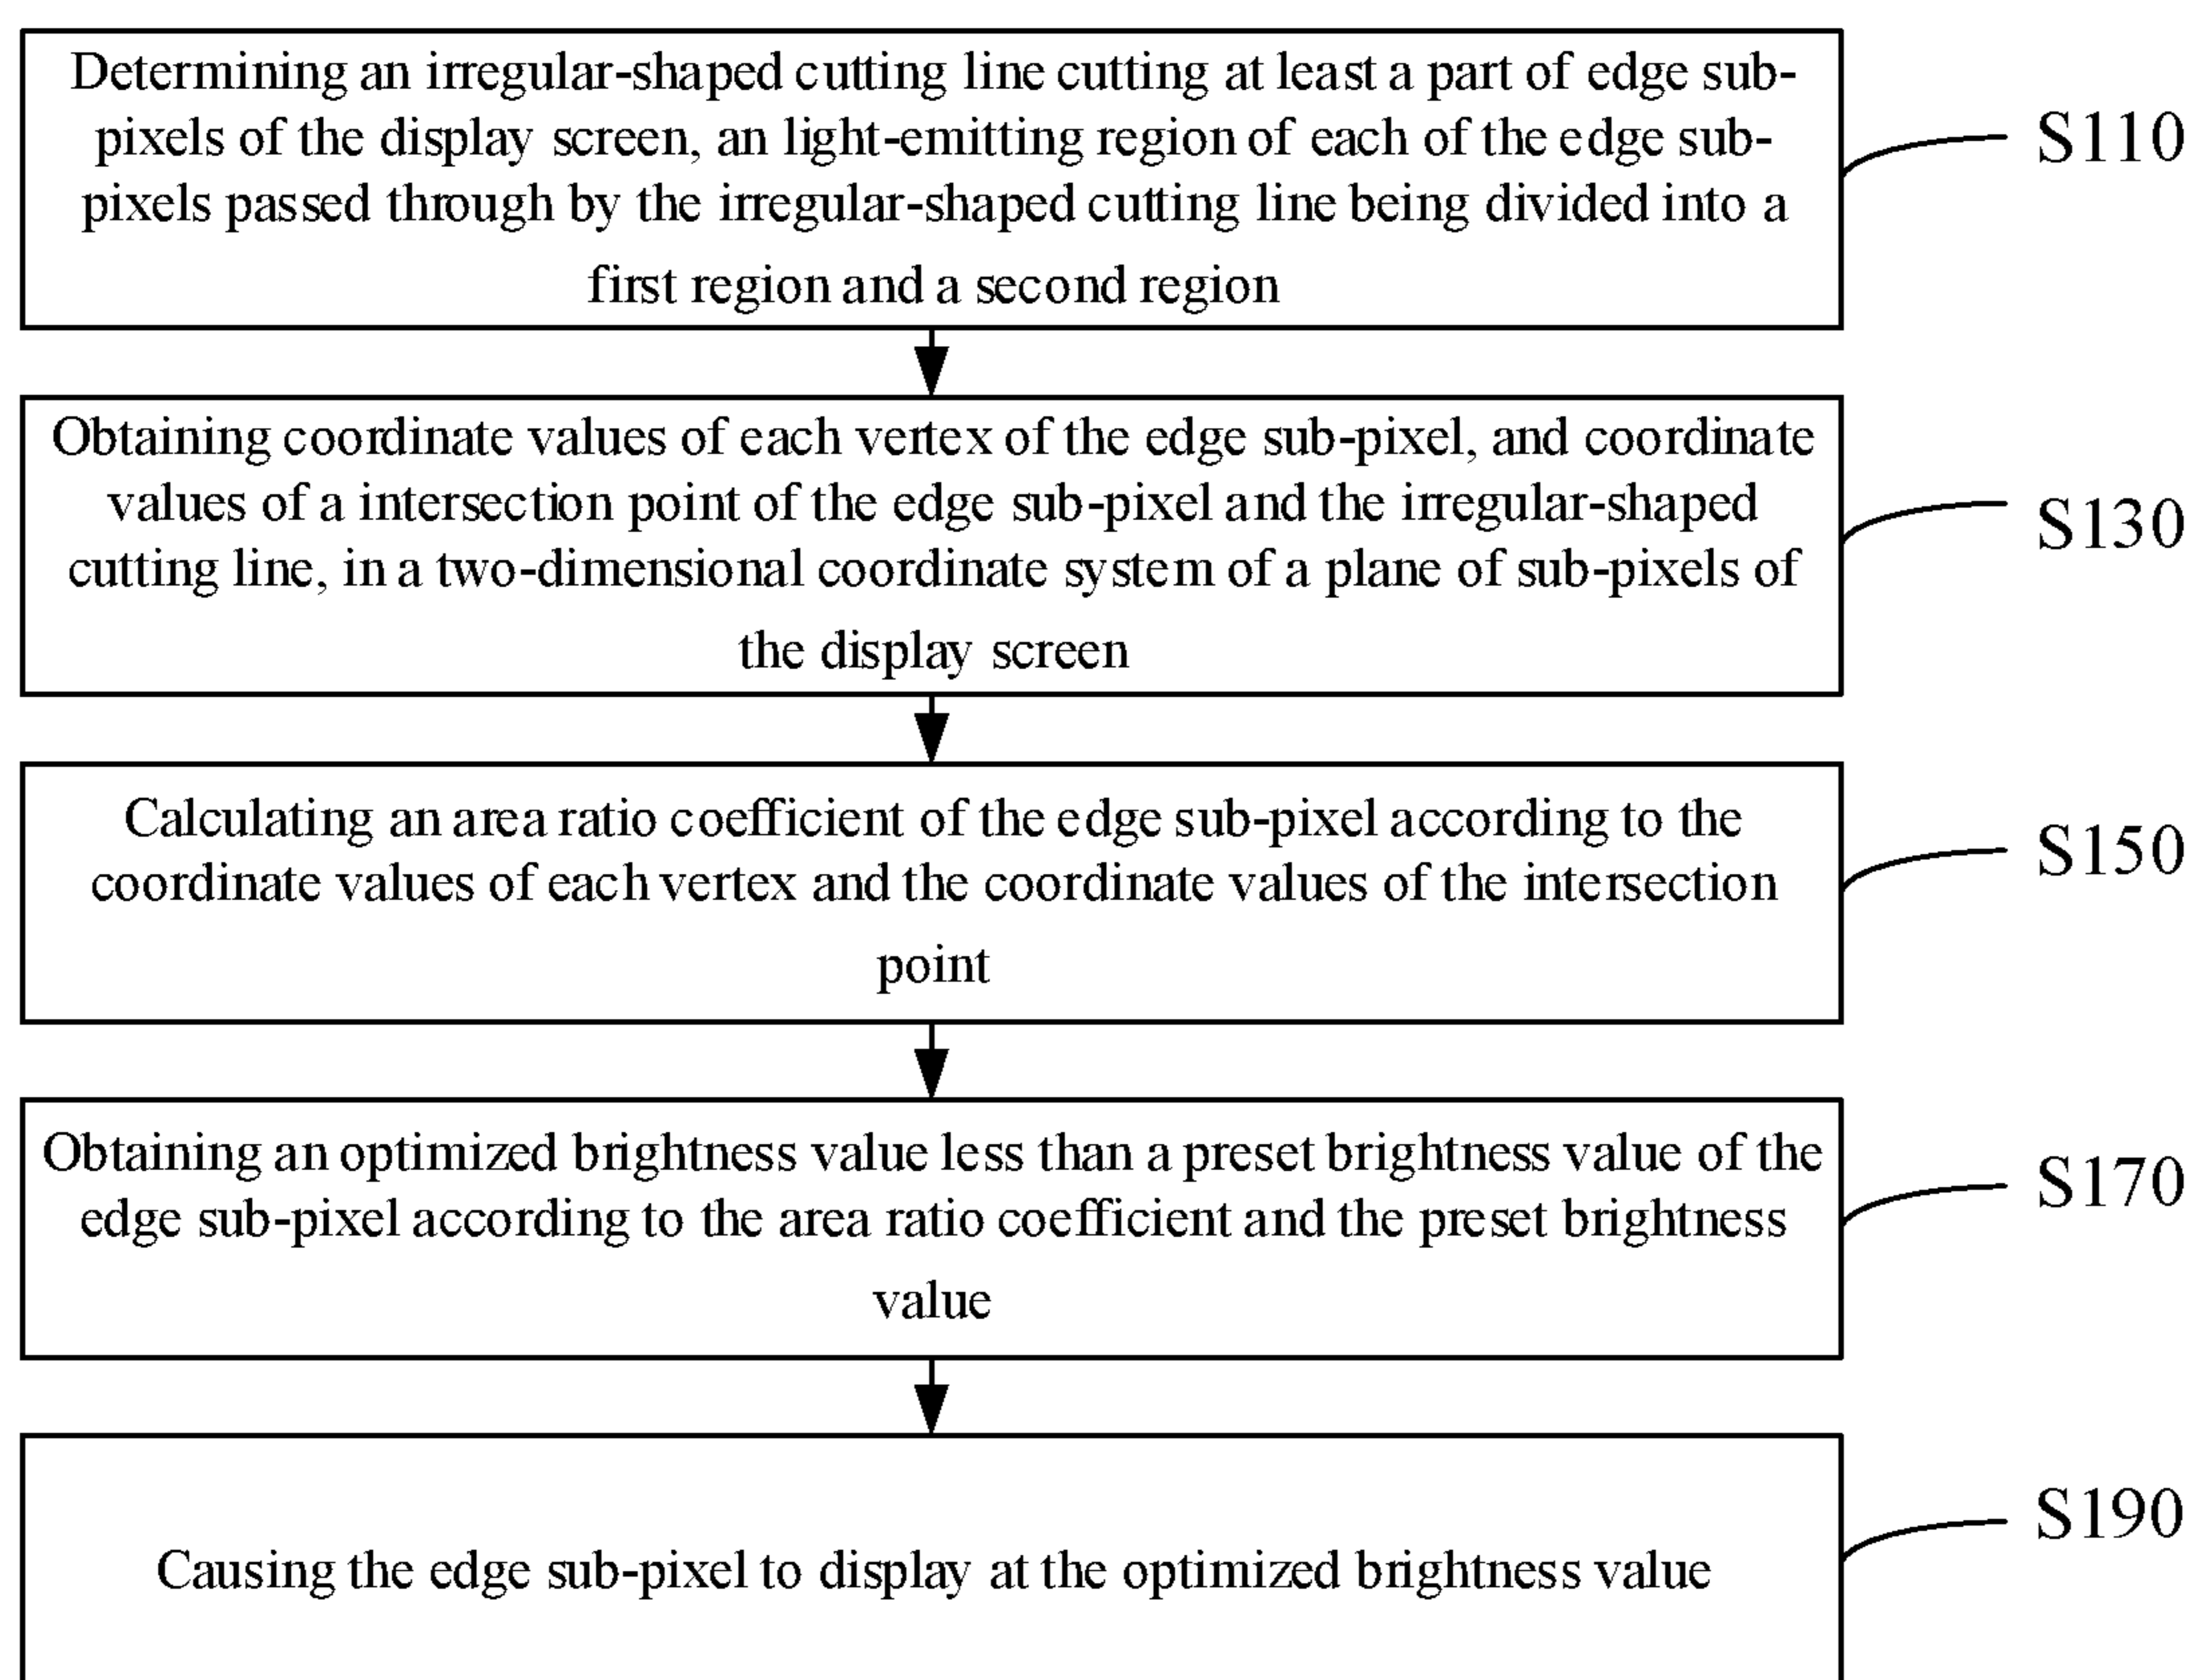 Determining an irregular-shaped cutting line cutting at least a part of edge sub-
pixels of the display screen, an light-emitting region of each of the edge sub-
pixels passed through by the irregular-shaped cutting line being divided into a
first region and a second region
S110
Obtaining coordinate values of each vertex of the edge sub-pixel, and coordinate
values of a intersection point of the edge sub-pixel and the irregular-shaped
cutting line, in a two-dimensional coordinate system of a plane of sub-pixels of
the display screen
S130
Calculating an area ratio coefficient of the edge sub-pixel according to the
coordinate values of each vertex and the coordinate values of the intersection
point
S150
Obtaining an optimized brightness value less than a preset brightness value of the
edge sub-pixel according to the area ratio coefficient and the preset brightness
value
S170
Causing the edge sub-pixel to display at the optimized brightness value
S190